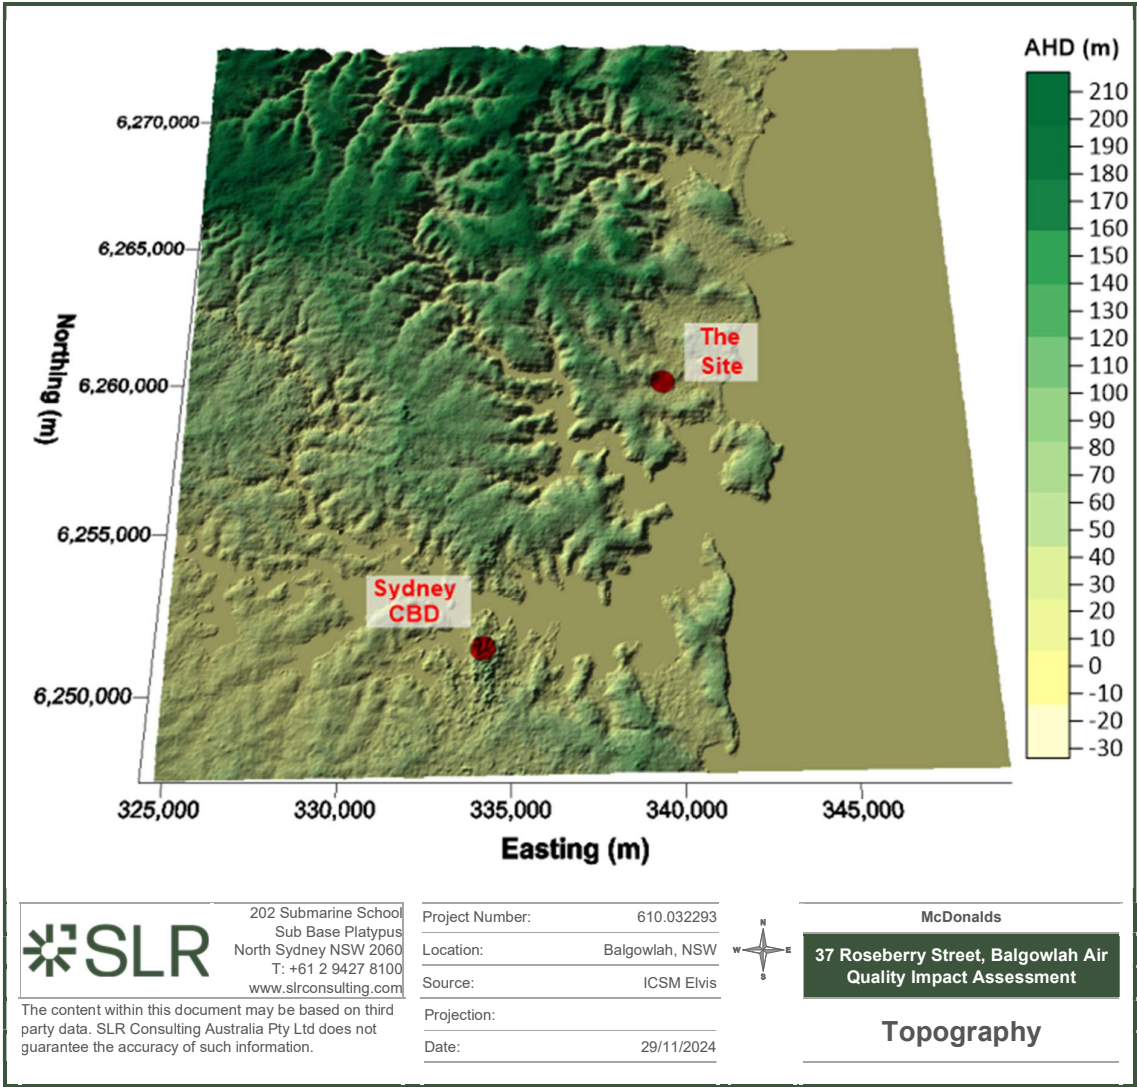 AHD (m)
210
200
190
180
170
160
150
140
130
120
110
100
90
80
70
60
50
40
30
20
10
0
-10
-20
-30
Northing (m)
6,270,000
6,265,000
6,260,000
6,255,000
6,250,000
The
Site
Sydney
CBD
325,000
330,000
335,000
340,000
345,000
Easting (m)
SLR
202 Submarine School
Sub Base Platypus
North Sydney NSW 2060
T: +61 2 9427 8100
www.slrconsulting.com
The content within this document may be based on third
party data. SLR Consulting Australia Pty Ltd does not
guarantee the accuracy of such information.
Project Number: 610.032293
Location: Balgowlah, NSW
Source: ICSM Elvis
Projection:
Date: 29/11/2024
N
W E
S
McDonalds
37 Roseberry Street, Balgowlah Air
Quality Impact Assessment
Topography